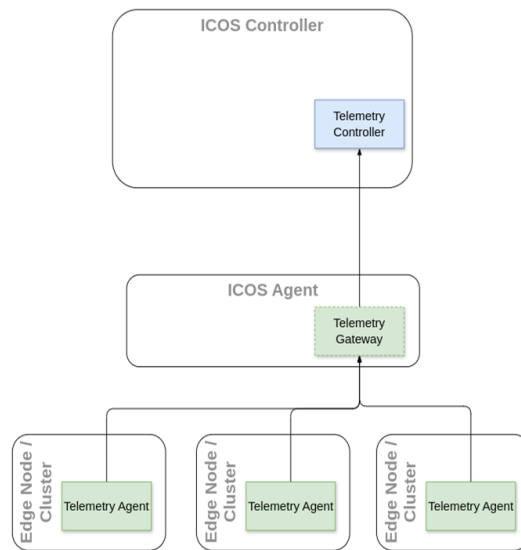 ICOS Controller
Telemetry
Controller
ICOS Agent
Telemetry
Gateway
Edge Node /
Cluster
Telemetry Agent
Edge Node /
Cluster
Telemetry Agent
Edge Node /
Cluster
Telemetry Agent